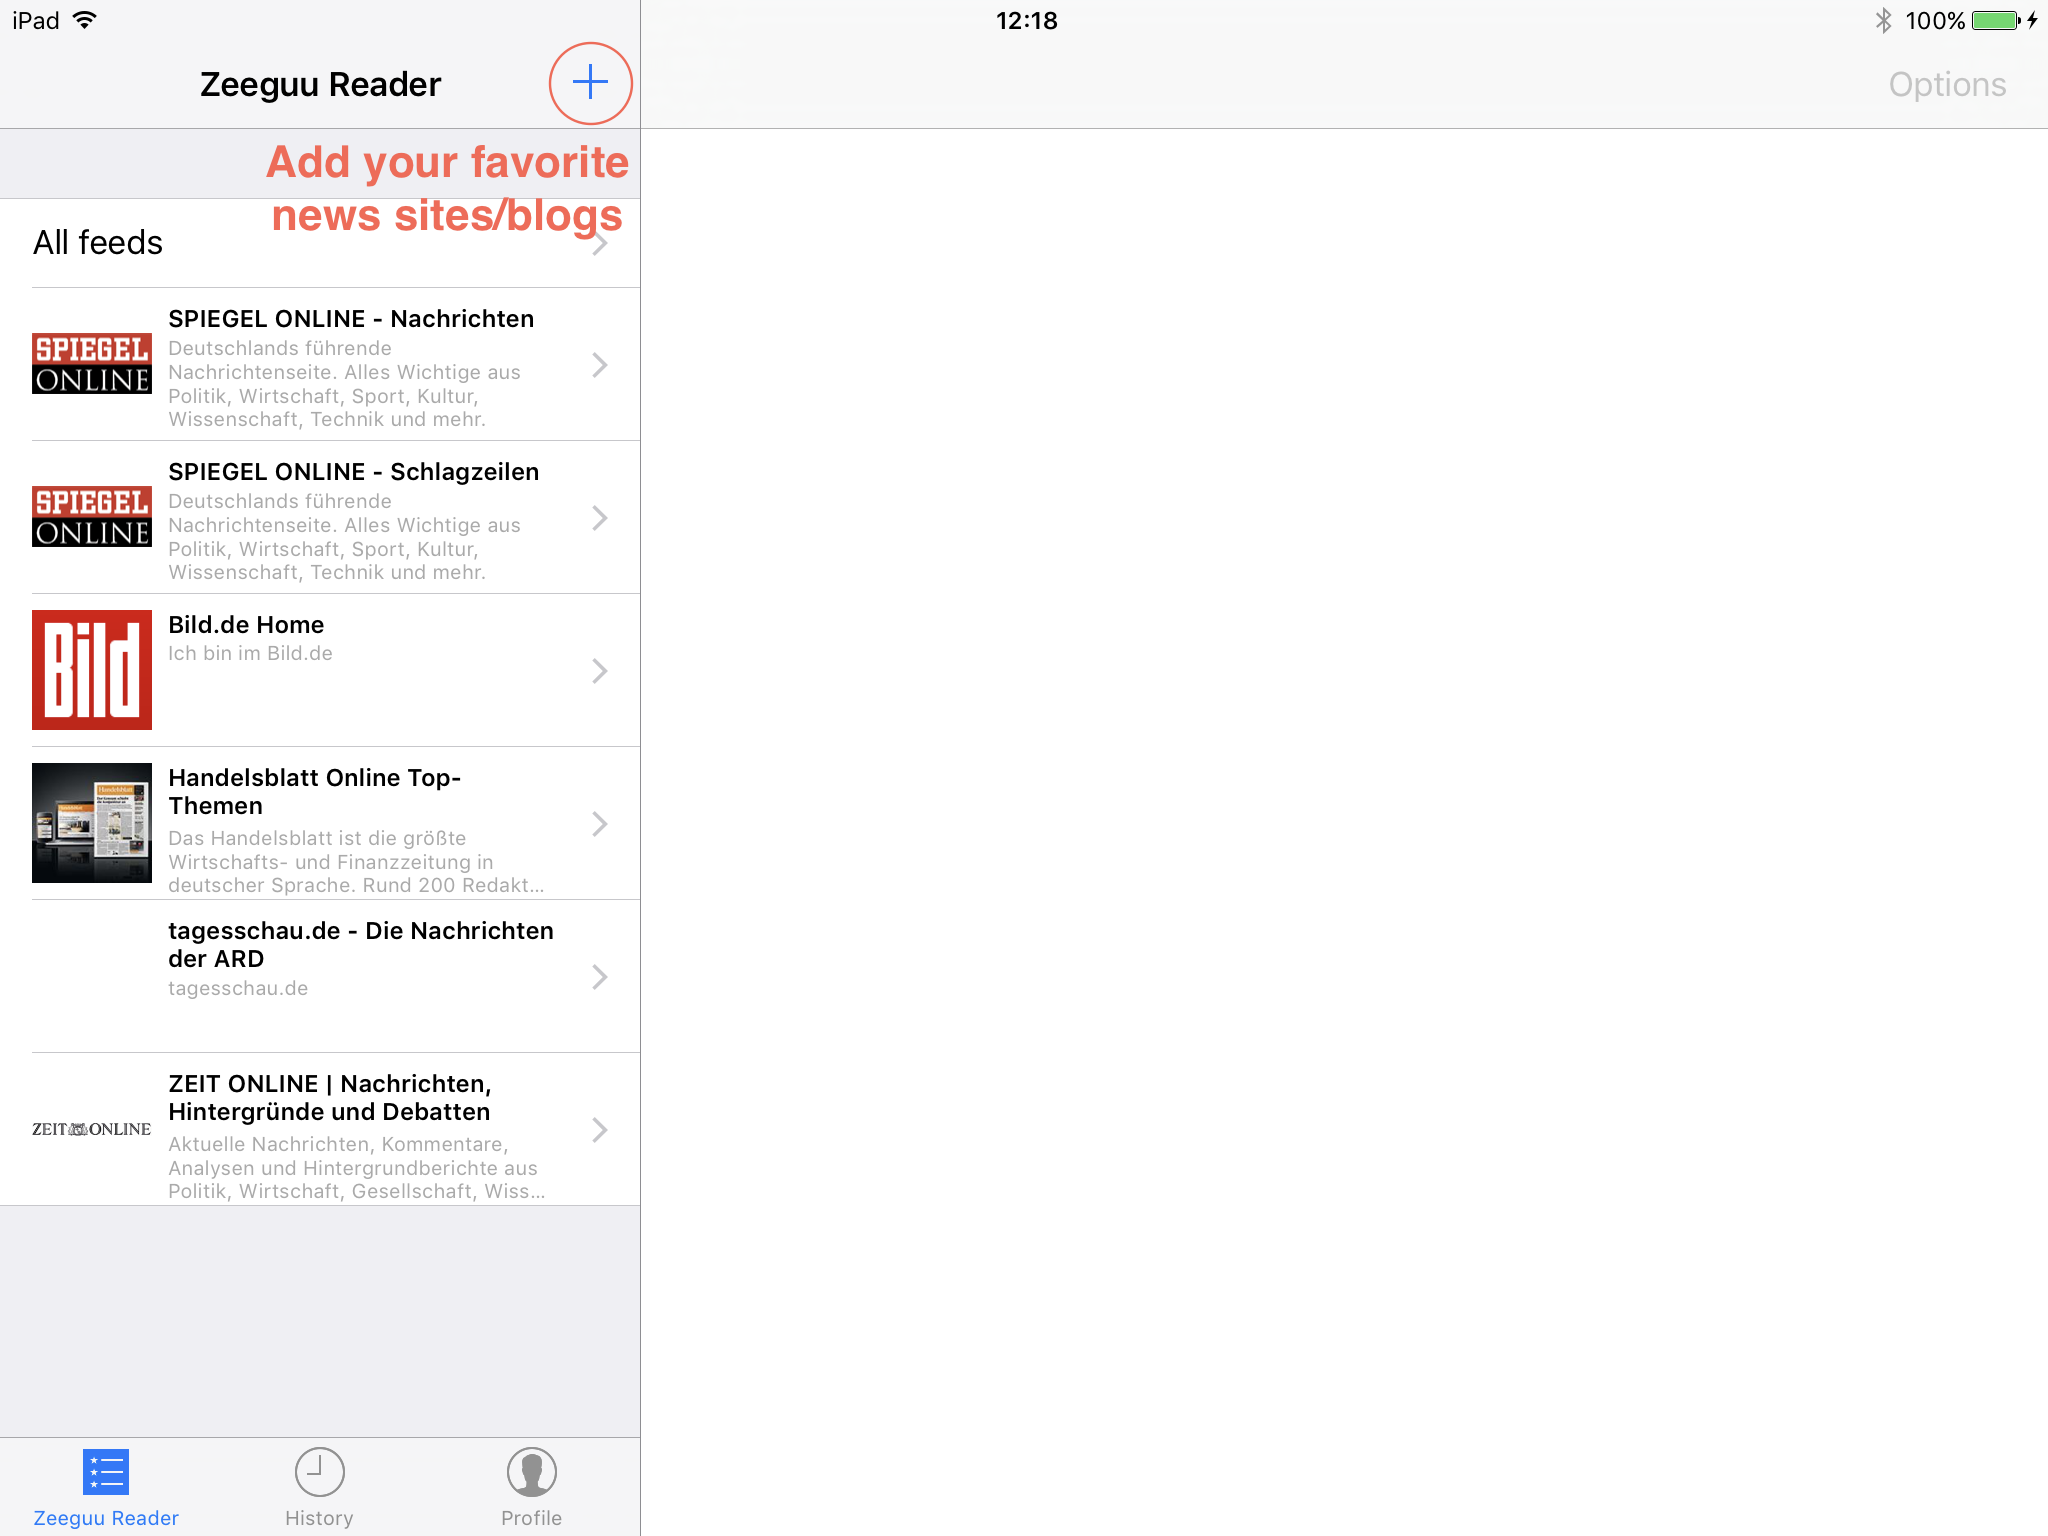 iPad
12:18
100%
Zeeguu Reader
Options
Add your favorite
news sites/blogs
All feeds
SPIEGEL ONLINE
SPIEGEL ONLINE - Nachrichten
Deutschlands führende
Nachrichtenseite. Alles Wichtige aus
Politik, Wirtschaft, Sport, Kultur,
Wissenschaft, Technik und mehr.
SPIEGEL ONLINE
SPIEGEL ONLINE - Schlagzeilen
Deutschlands führende
Nachrichtenseite. Alles Wichtige aus
Politik, Wirtschaft, Sport, Kultur,
Wissenschaft, Technik und mehr.
Bild
Bild.de Home
Ich bin im Bild.de
Handelsblatt
Handelsblatt Online Top-
Themen
Das Handelsblatt ist die größte
Wirtschafts- und Finanzzeitung in
deutscher Sprache. Rund 200 Redakt...
tagesschau.de - Die Nachrichten
der ARD
tagesschau.de
ZEIT ONLINE
ZEIT ONLINE | Nachrichten,
Hintergründe und Debatten
Aktuelle Nachrichten, Kommentare,
Analysen und Hintergrundberichte aus
Politik, Wirtschaft, Gesellschaft, Wiss...
Zeeguu Reader
History
Profile